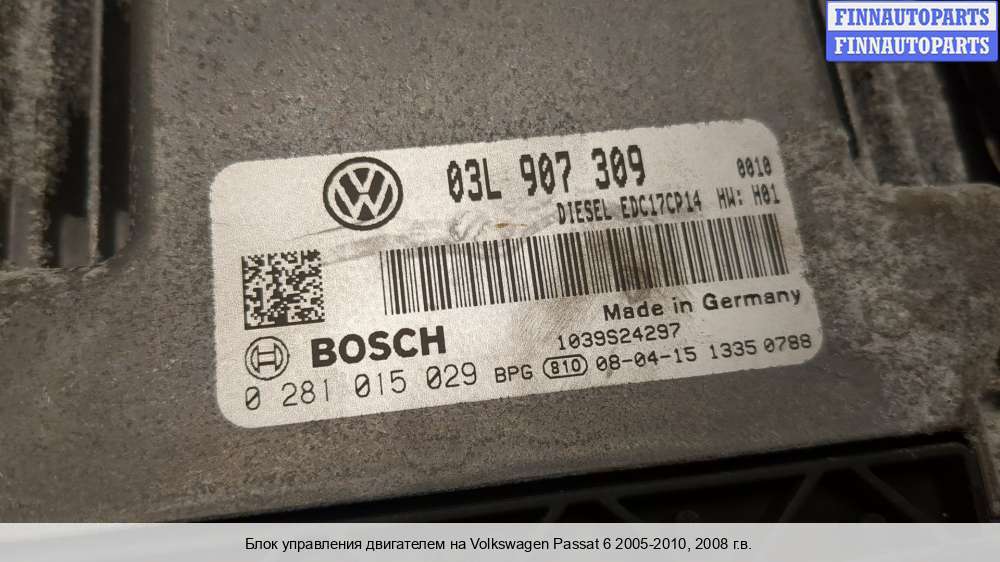 FINNAUTOPARTS
FINNAUTOPARTS
03L 907 309 0010
DIESEL EDC17CP14 HW: H01
Made in Germany
BOSCH 1039S24297
0 281 015 029 BPG 810 08-04-15 1335 0788
Блок управления двигателем на Volkswagen Passat 6 2005-2010, 2008 г.в.